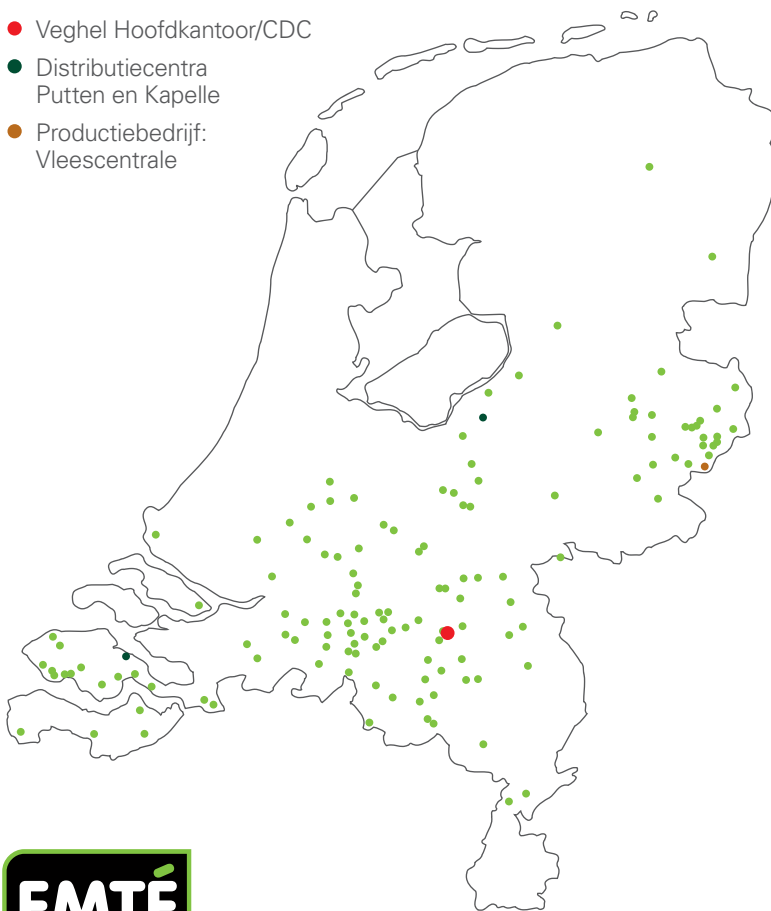 Veghel Hoofdkantoor/CDC
Distributiecentra
Putten en Kapelle
Productiebedrijf:
Vleescentrale
EMTÉ